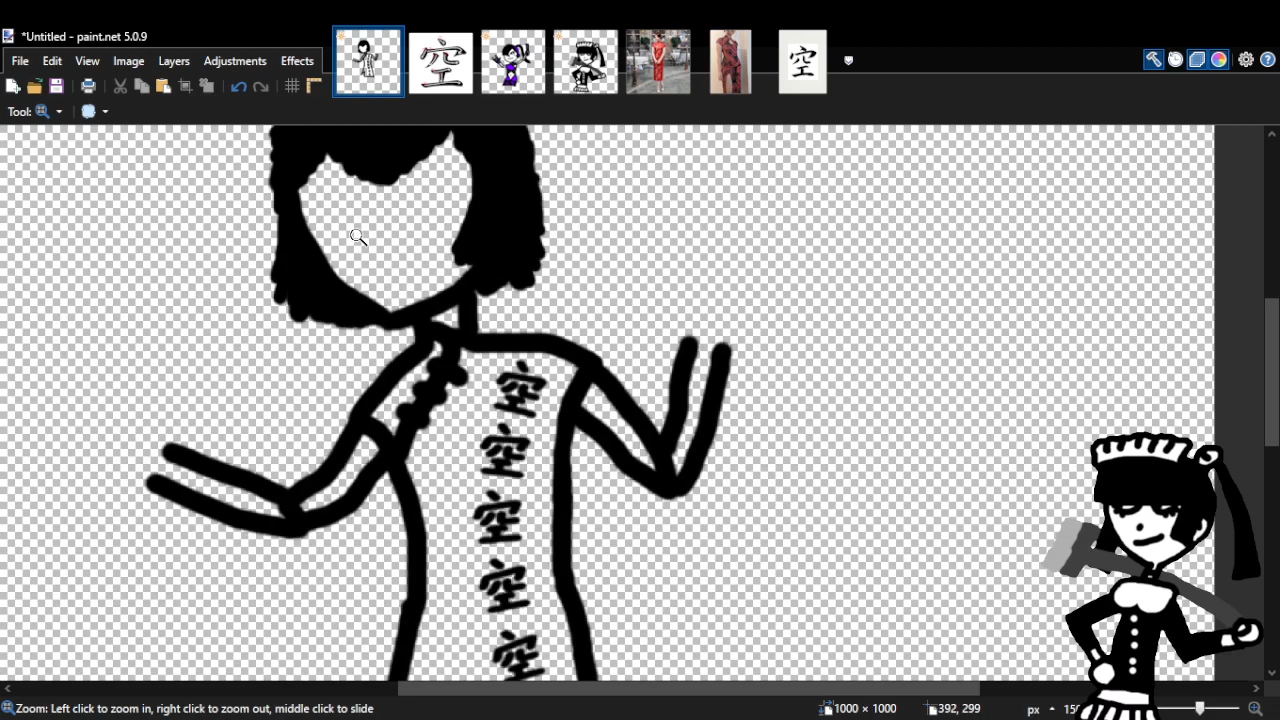 *Untitled - paint.net 5.0.9
File Edit View Image Layers Adjustments Effects
空
空
Tool:
空
空
空
空
空
Zoom: Left click to zoom in, right click to zoom out, middle click to slide
1000 × 1000
392, 299
px